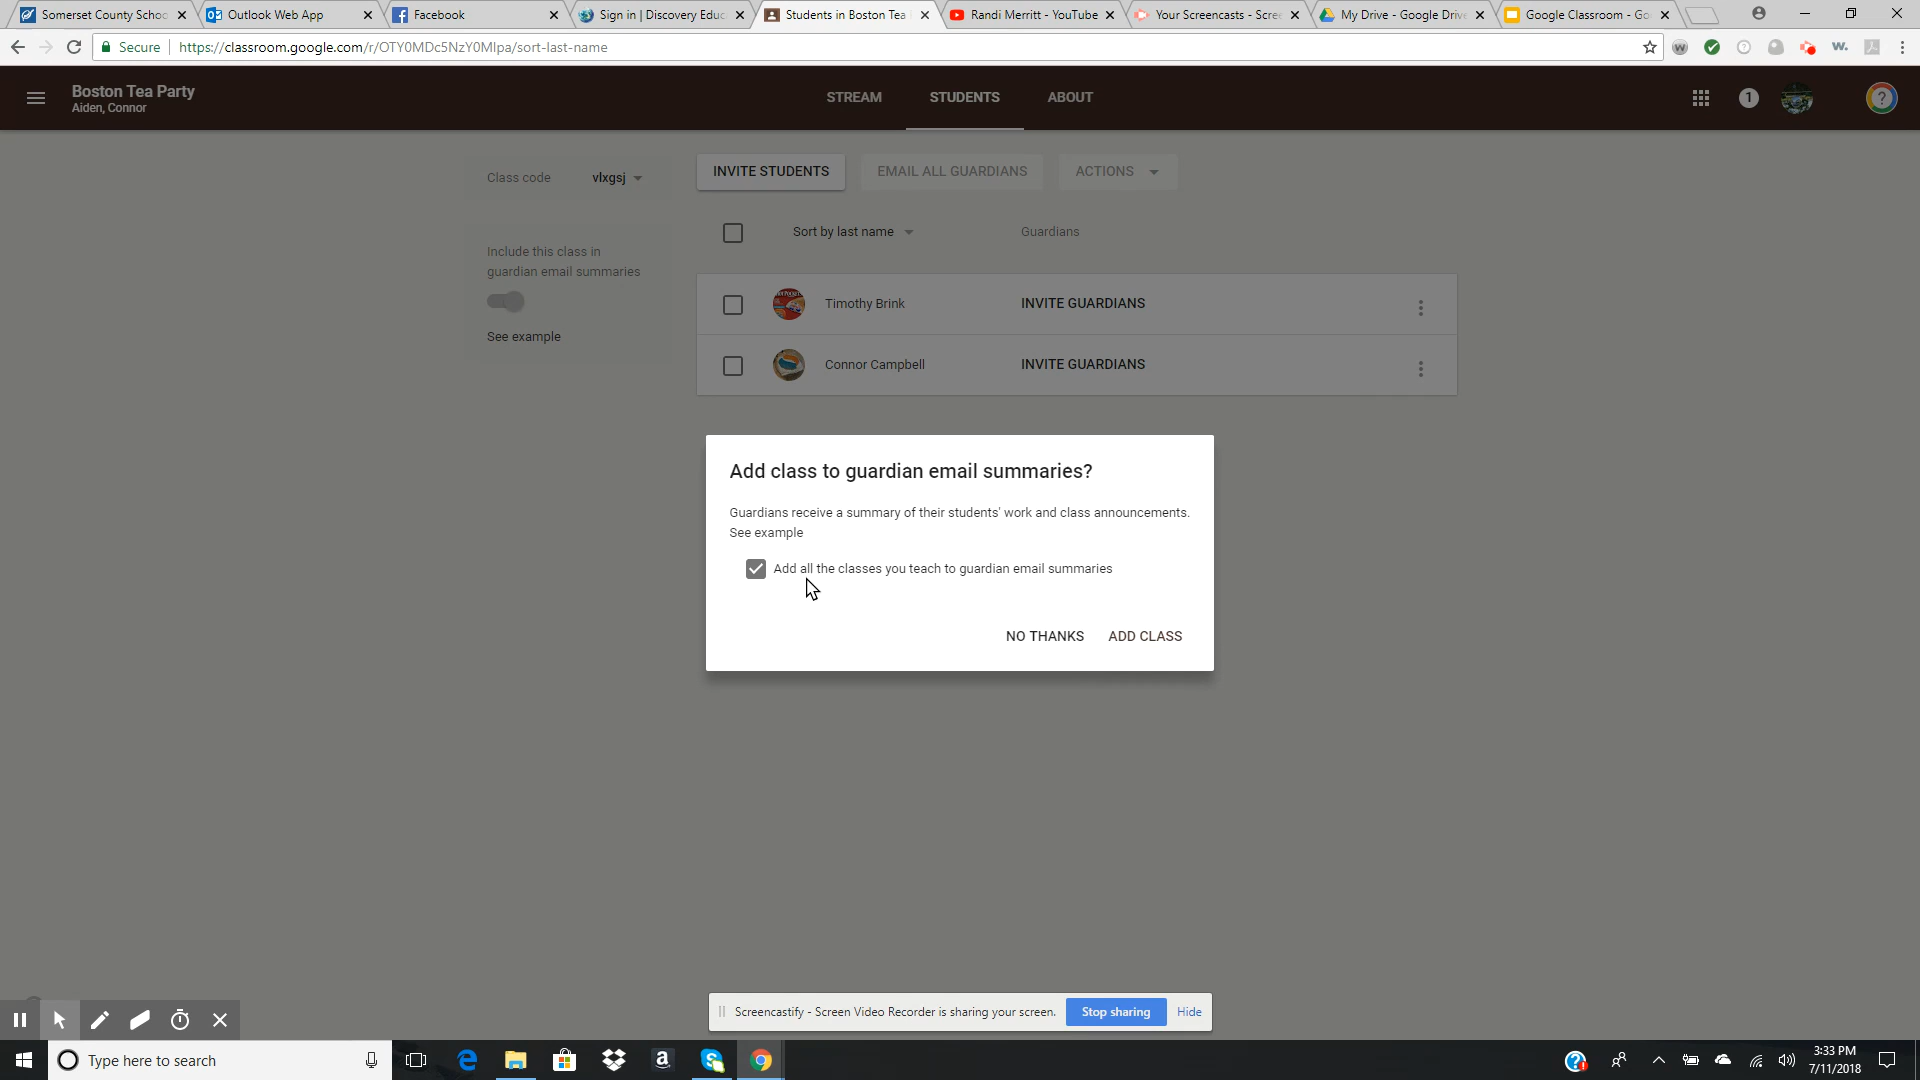 Somerset County Schoo
Outlook Web App
Facebook
Sign in | Discovery Educ
Students in Boston Tea
Randi Merritt - YouTube
Your Screencasts - Scree
My Drive - Google Drive
Google Classroom - Go
Secure
https://classroom.google.com/r/OTY0MDc5NzY0Mlpa/sort-last-name
Boston Tea Party
Aiden, Connor
STREAM
STUDENTS
ABOUT
1
?
Class code
vlxgsj
INVITE STUDENTS
EMAIL ALL GUARDIANS
ACTIONS
Sort by last name
Guardians
Include this class in
guardian email summaries
See example
Timothy Brink
INVITE GUARDIANS
Connor Campbell
INVITE GUARDIANS
Add class to guardian email summaries?
Guardians receive a summary of their students' work and class announcements.
See example
Add all the classes you teach to guardian email summaries
NO THANKS
ADD CLASS
Screencastify - Screen Video Recorder is sharing your screen.
Stop sharing
Hide
Type here to search
3:33 PM
7/11/2018